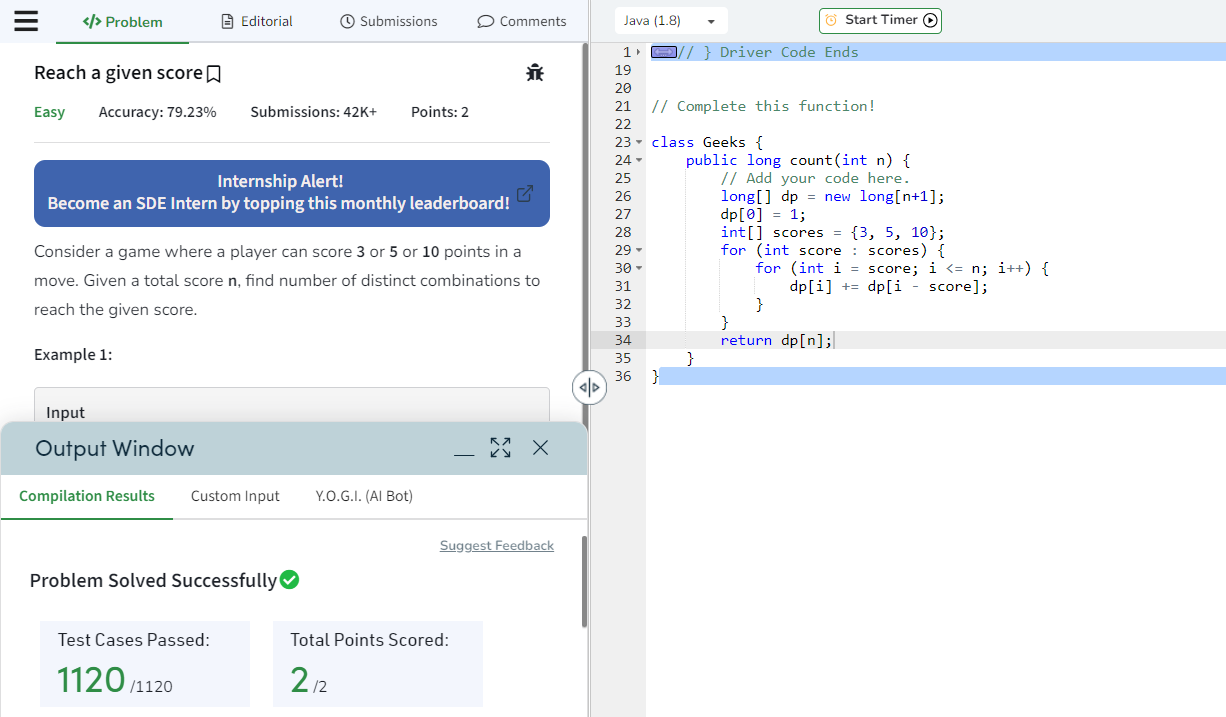 Problem
Editorial
Submissions
Comments
Reach a given score
Easy Accuracy: 79.23% Submissions: 42K+ Points: 2
Internship Alert!
Become an SDE Intern by topping this monthly leaderboard!
Consider a game where a player can score 3 or 5 or 10 points in a
move. Given a total score n, find number of distinct combinations to
reach the given score.
Example 1:
Input
Output Window
Compilation Results Custom Input Y.O.G.I. (AI Bot)
Suggest Feedback
Problem Solved Successfully
Test Cases Passed:
1120 /1120
Total Points Scored:
2 /2
Java (1.8)
Start Timer
1 // } Driver Code Ends
19
20
21 // Complete this function!
22
23 class Geeks {
24 public long count(int n) {
25 // Add your code here.
26 long[] dp = new long[n+1];
27 dp[0] = 1;
28 int[] scores = {3, 5, 10};
29 for (int score : scores) {
30 for (int i = score; i <= n; i++) {
31 dp[i] += dp[i - score];
32 }
33 }
34 return dp[n];
35 }
36 }